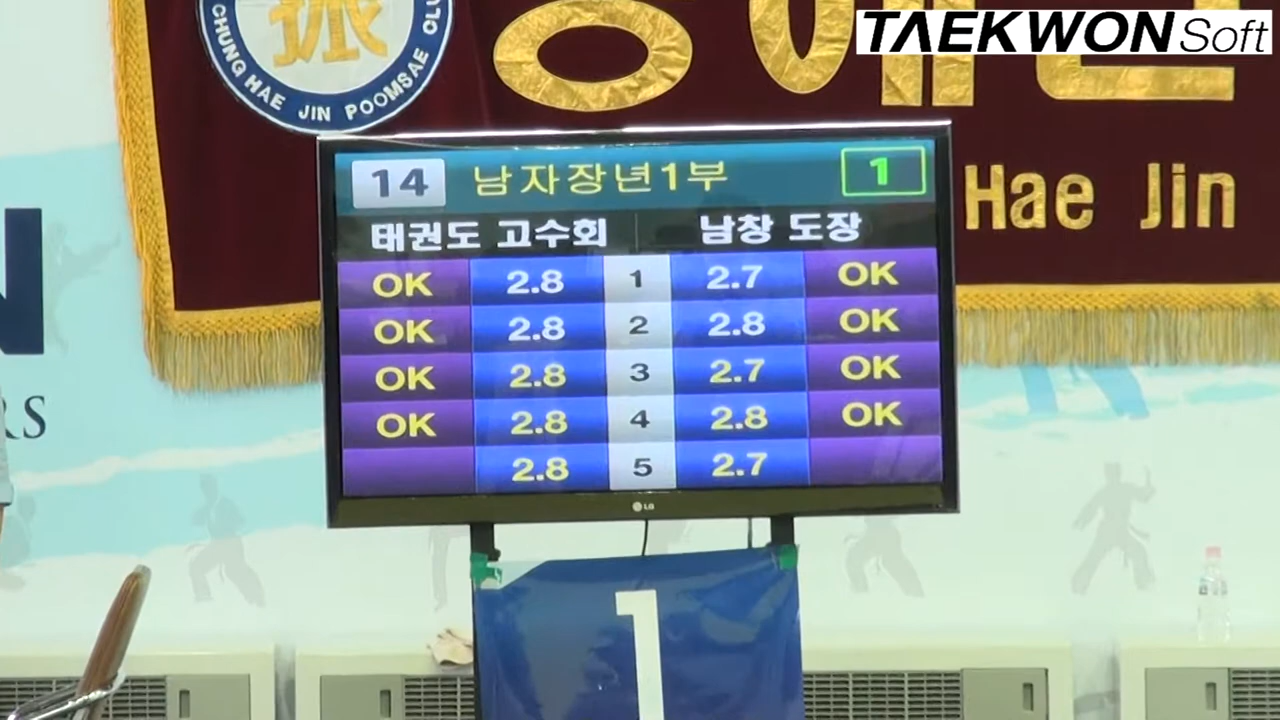 TAEKWONSoft
CHUNG HAE JIN POOMSAE CLU
Hae Jin
14 남자장년1부 1
태권도 고수회 남창 도장
OK 2.8 1 2.7 OK
OK 2.8 2 2.8 OK
OK 2.8 3 2.7 OK
OK 2.8 4 2.8 OK
2.8 5 2.7
LG
N
RS
1